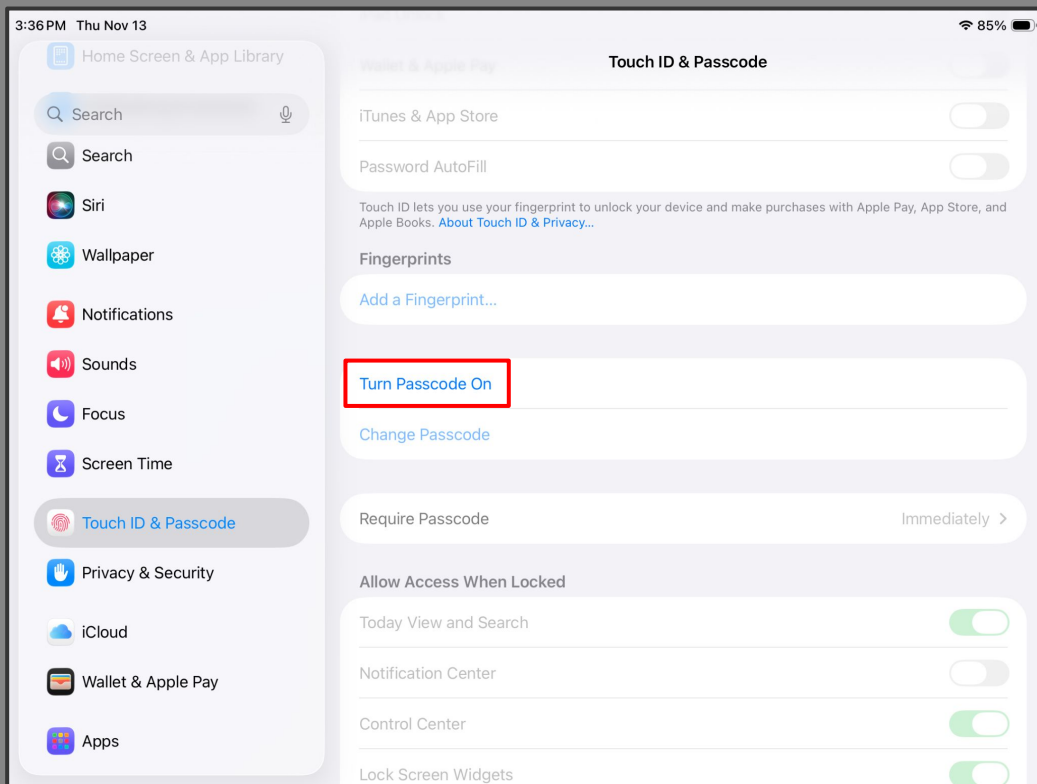 3:36 PM Thu Nov 13
85%
Home Screen & App Library
Search
Search
Siri
Wallpaper
Notifications
Sounds
Focus
Screen Time
Touch ID & Passcode
Privacy & Security
iCloud
Wallet & Apple Pay
Apps
Touch ID & Passcode
Wallet & Apple Pay
iTunes & App Store
Password AutoFill
Touch ID lets you use your fingerprint to unlock your device and make purchases with Apple Pay, App Store, and
Apple Books. About Touch ID & Privacy...
Fingerprints
Add a Fingerprint...
Turn Passcode On
Change Passcode
Require Passcode
Immediately
Allow Access When Locked
Today View and Search
Notification Center
Control Center
Lock Screen Widgets